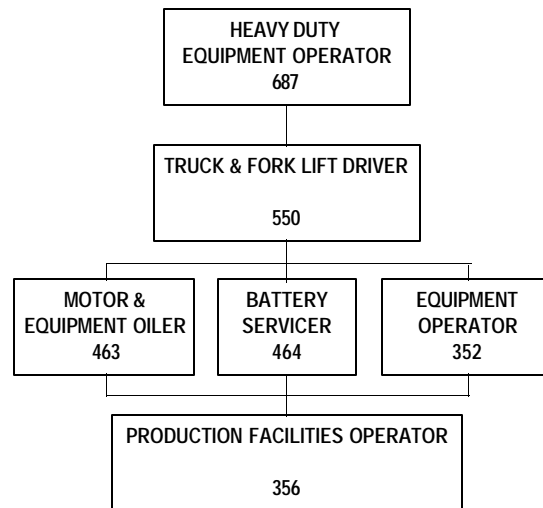 HEAVY DUTY
EQUIPMENT OPERATOR
687
TRUCK & FORK LIFT DRIVER
550
MOTOR &
EQUIPMENT OILER
463
BATTERY
SERVICER
464
EQUIPMENT
OPERATOR
352
PRODUCTION FACILITIES OPERATOR
356